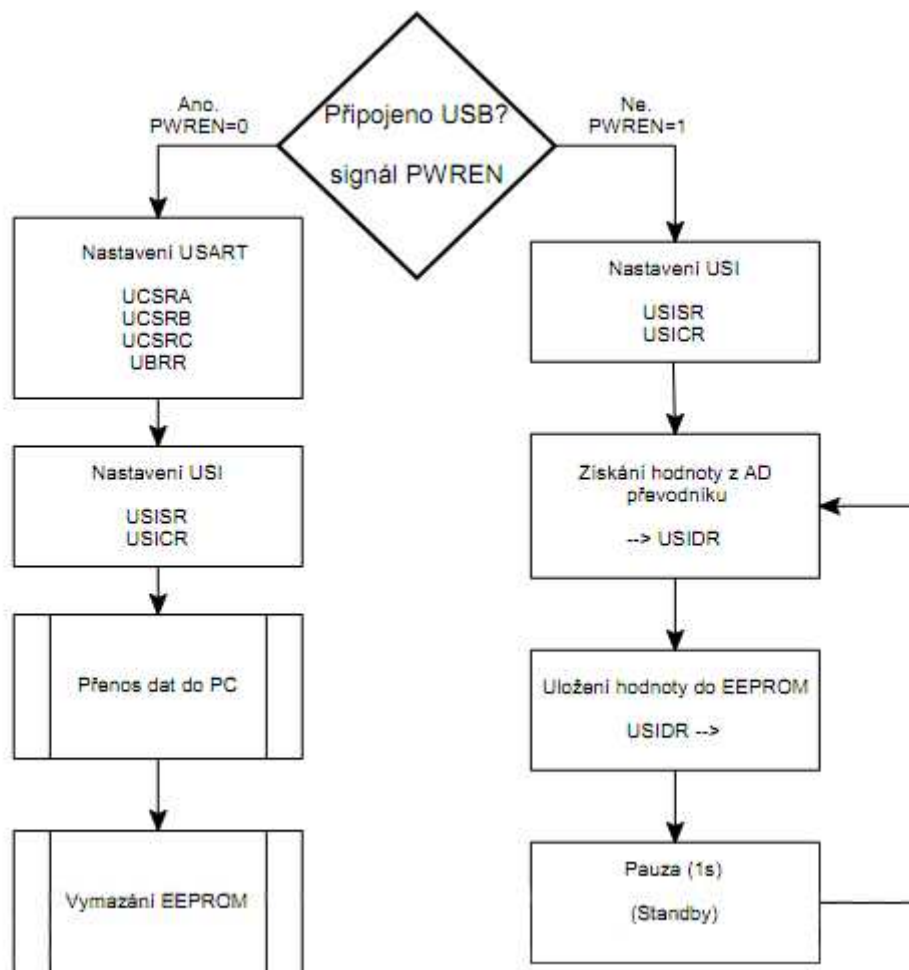 Připojeno USB?
signál PWREN
Ano.
PWREN=0
Ne.
PWREN=1
Nastavení USART
UCSRA
UCSRB
UCSRC
UBRR
Nastavení USI
USISR
USICR
Přenos dat do PC
Vymazání EEPROM
Nastavení USI
USISR
USICR
Získání hodnoty z AD
převodníku
--> USIDR
Uložení hodnoty do EEPROM
USIDR -->
Pauza (1s)
(Standby)